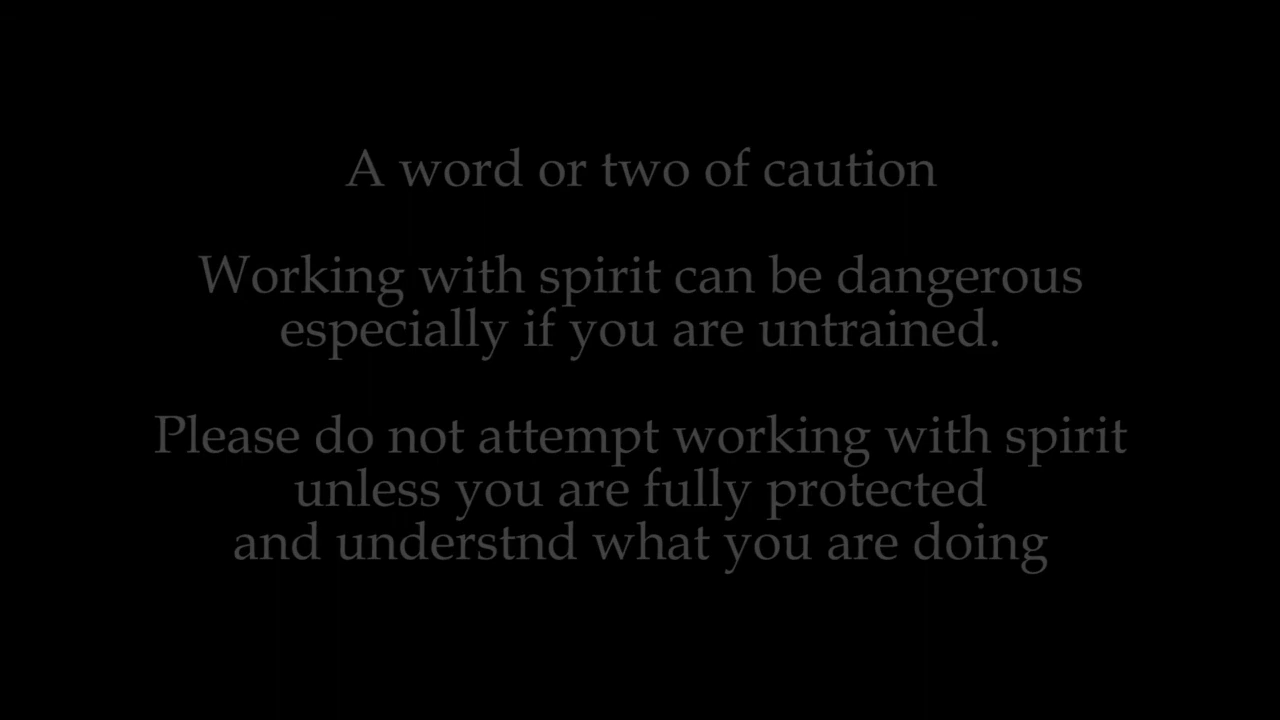 A word or two of caution
Working with spirit can be dangerous
especially if you are untrained.
Please do not attempt working with spirit
unless you are fully protected
and understnd what you are doing